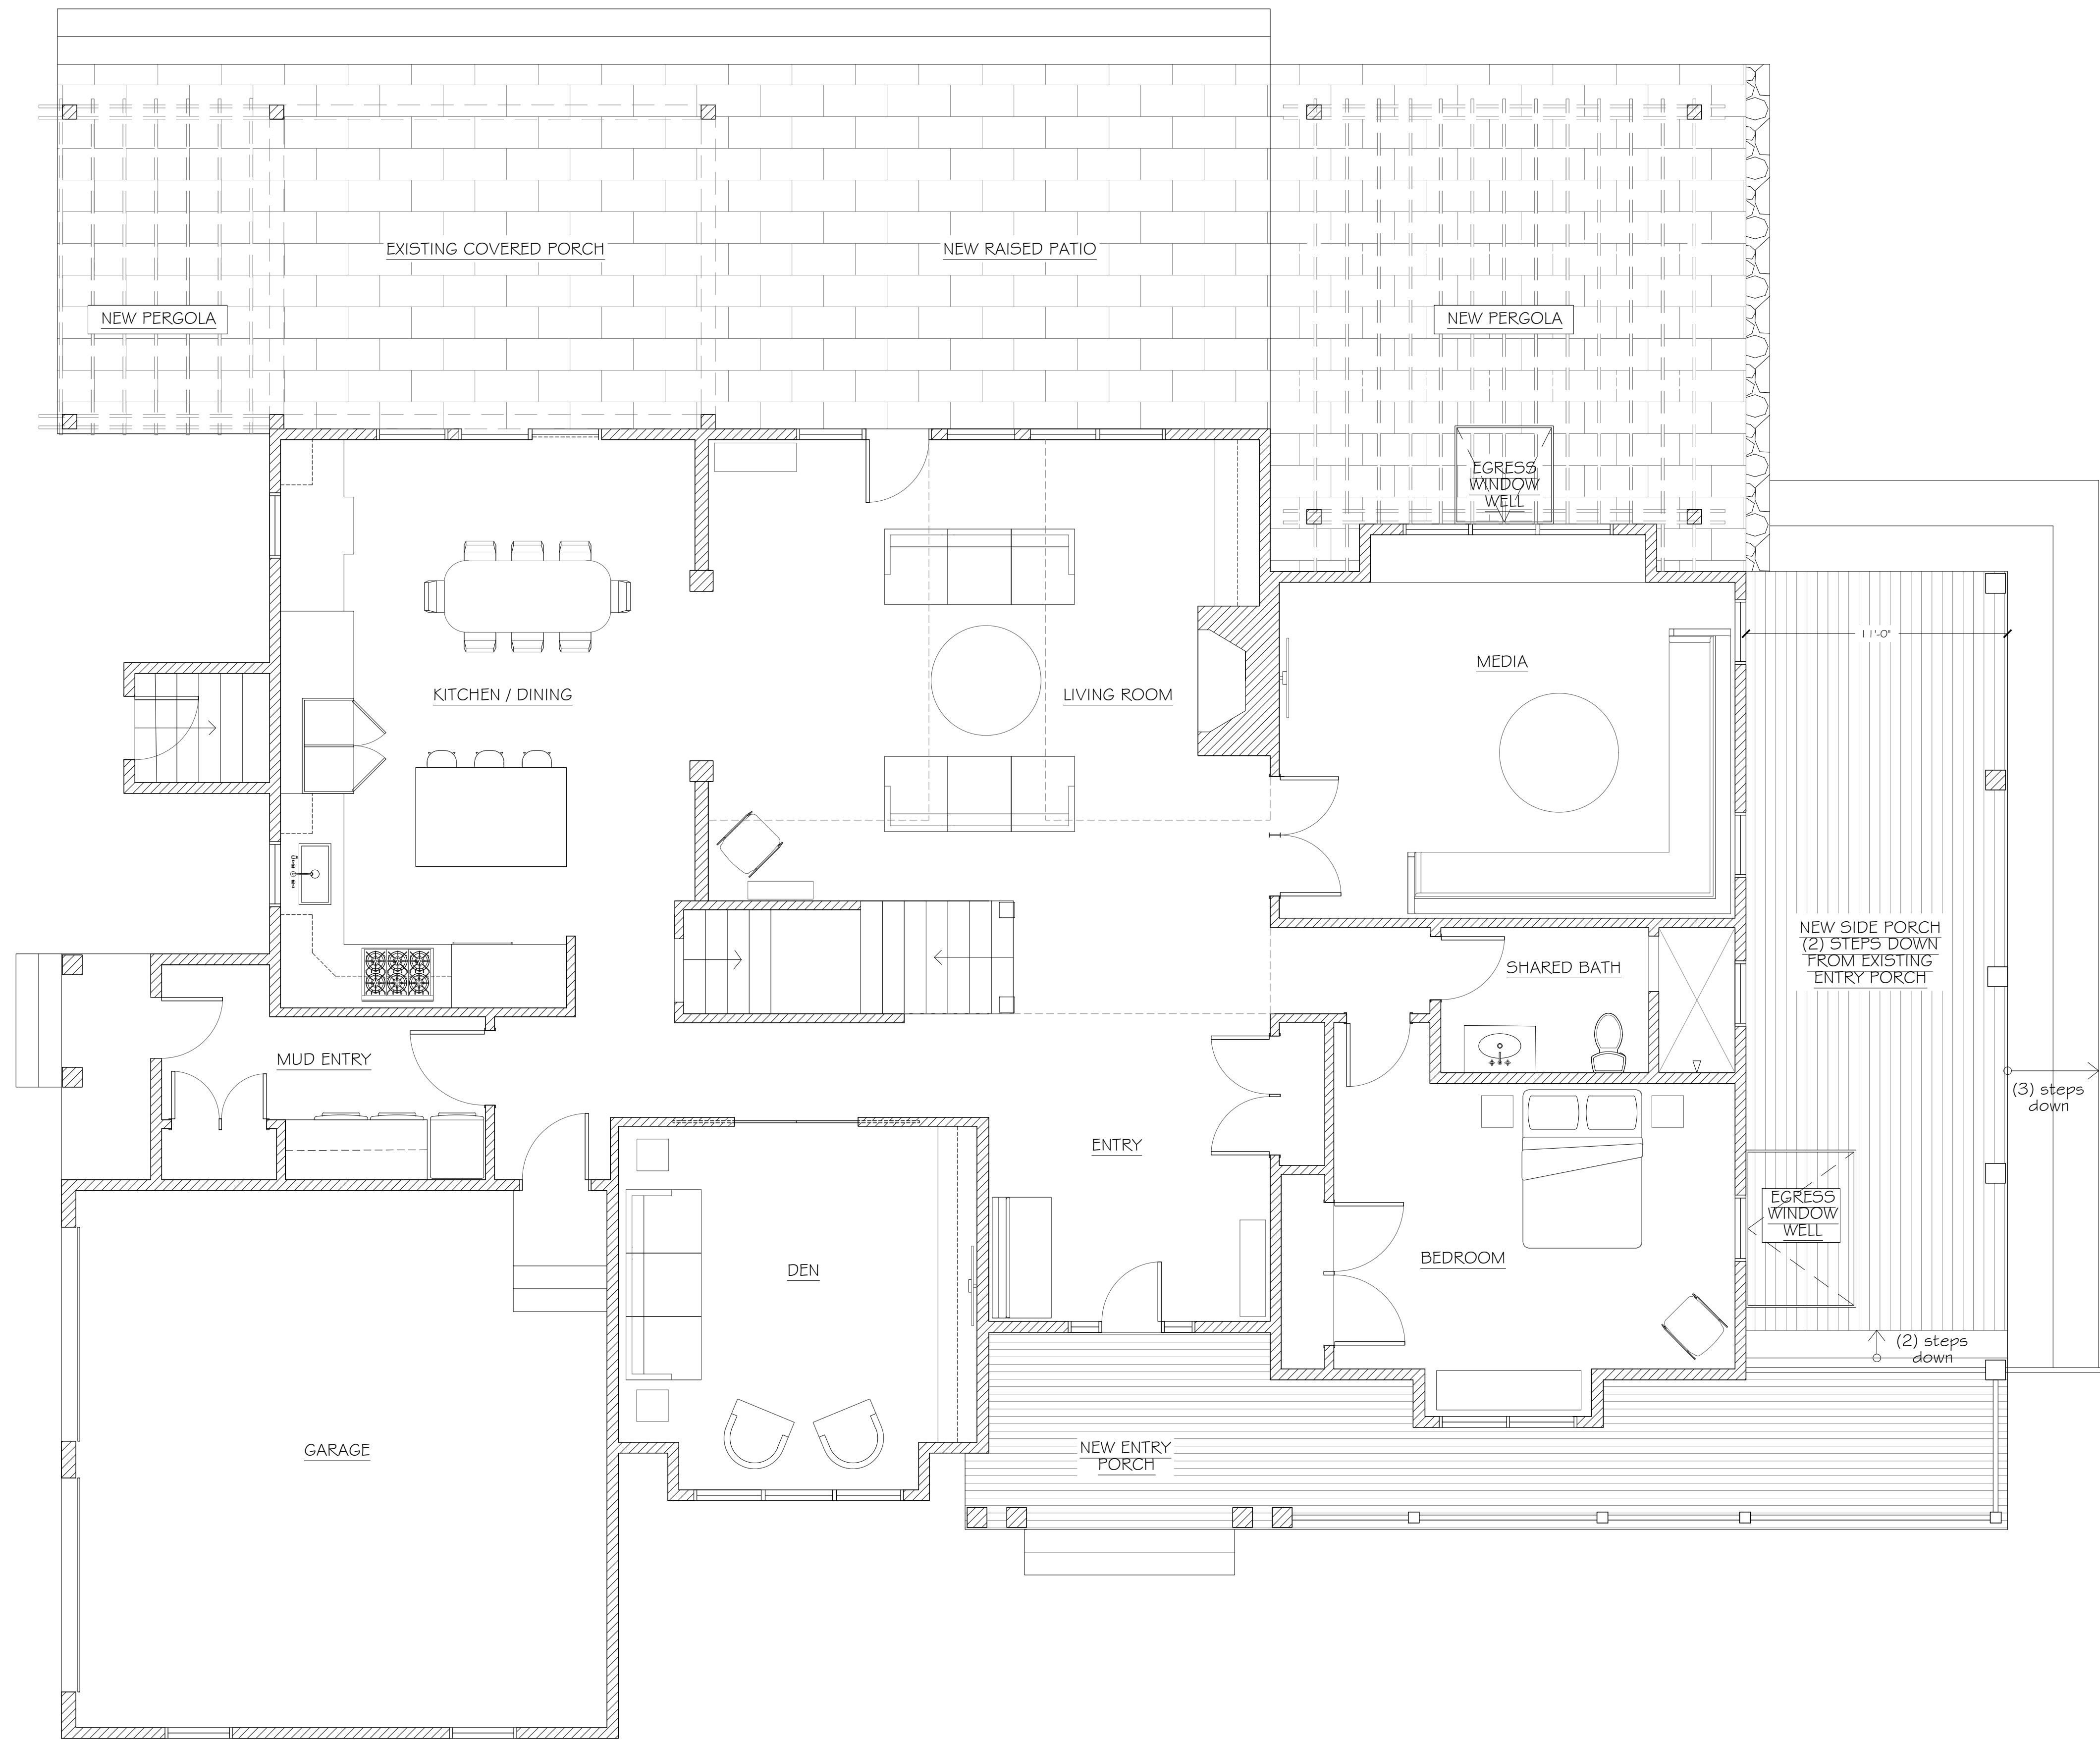 EXISTING COVERED PORCH
NEW RAISED PATIO
NEW PERGOLA
NEW PERGOLA
EGRESS
WINDOW
WELL
11'-0"
MEDIA
KITCHEN / DINING
LIVING ROOM
NEW SIDE PORCH
(2) STEPS DOWN
FROM EXISTING
ENTRY PORCH
SHARED BATH
MUD ENTRY
(3) steps
down
ENTRY
EGRESS
WINDOW
WELL
BEDROOM
DEN
(2) steps
down
GARAGE
NEW ENTRY
PORCH